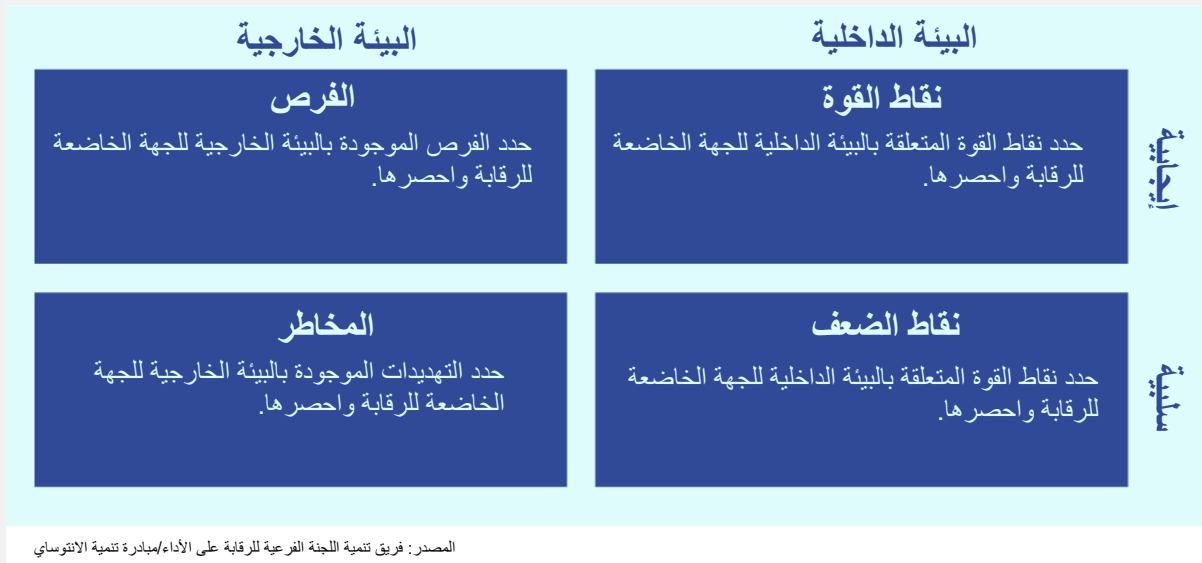 البيئة الداخلية
البيئة الخارجية
إيجابية
نقاط القوة
حدد نقاط القوة المتعلقة بالبيئة الداخلية للجهة الخاضعة
للرقابة واحصرها.
الفرص
حدد الفرص الموجودة بالبيئة الخارجية للجهة الخاضعة
للرقابة واحصرها.
سلبية
نقاط الضعف
حدد نقاط القوة المتعلقة بالبيئة الداخلية للجهة الخاضعة
للرقابة واحصرها.
المخاطر
حدد التهديدات الموجودة بالبيئة الخارجية للجهة
الخاضعة للرقابة واحصرها.
المصدر: فريق تنمية اللجنة الفرعية للرقابة على الأداء/مبادرة تنمية الانتوساي